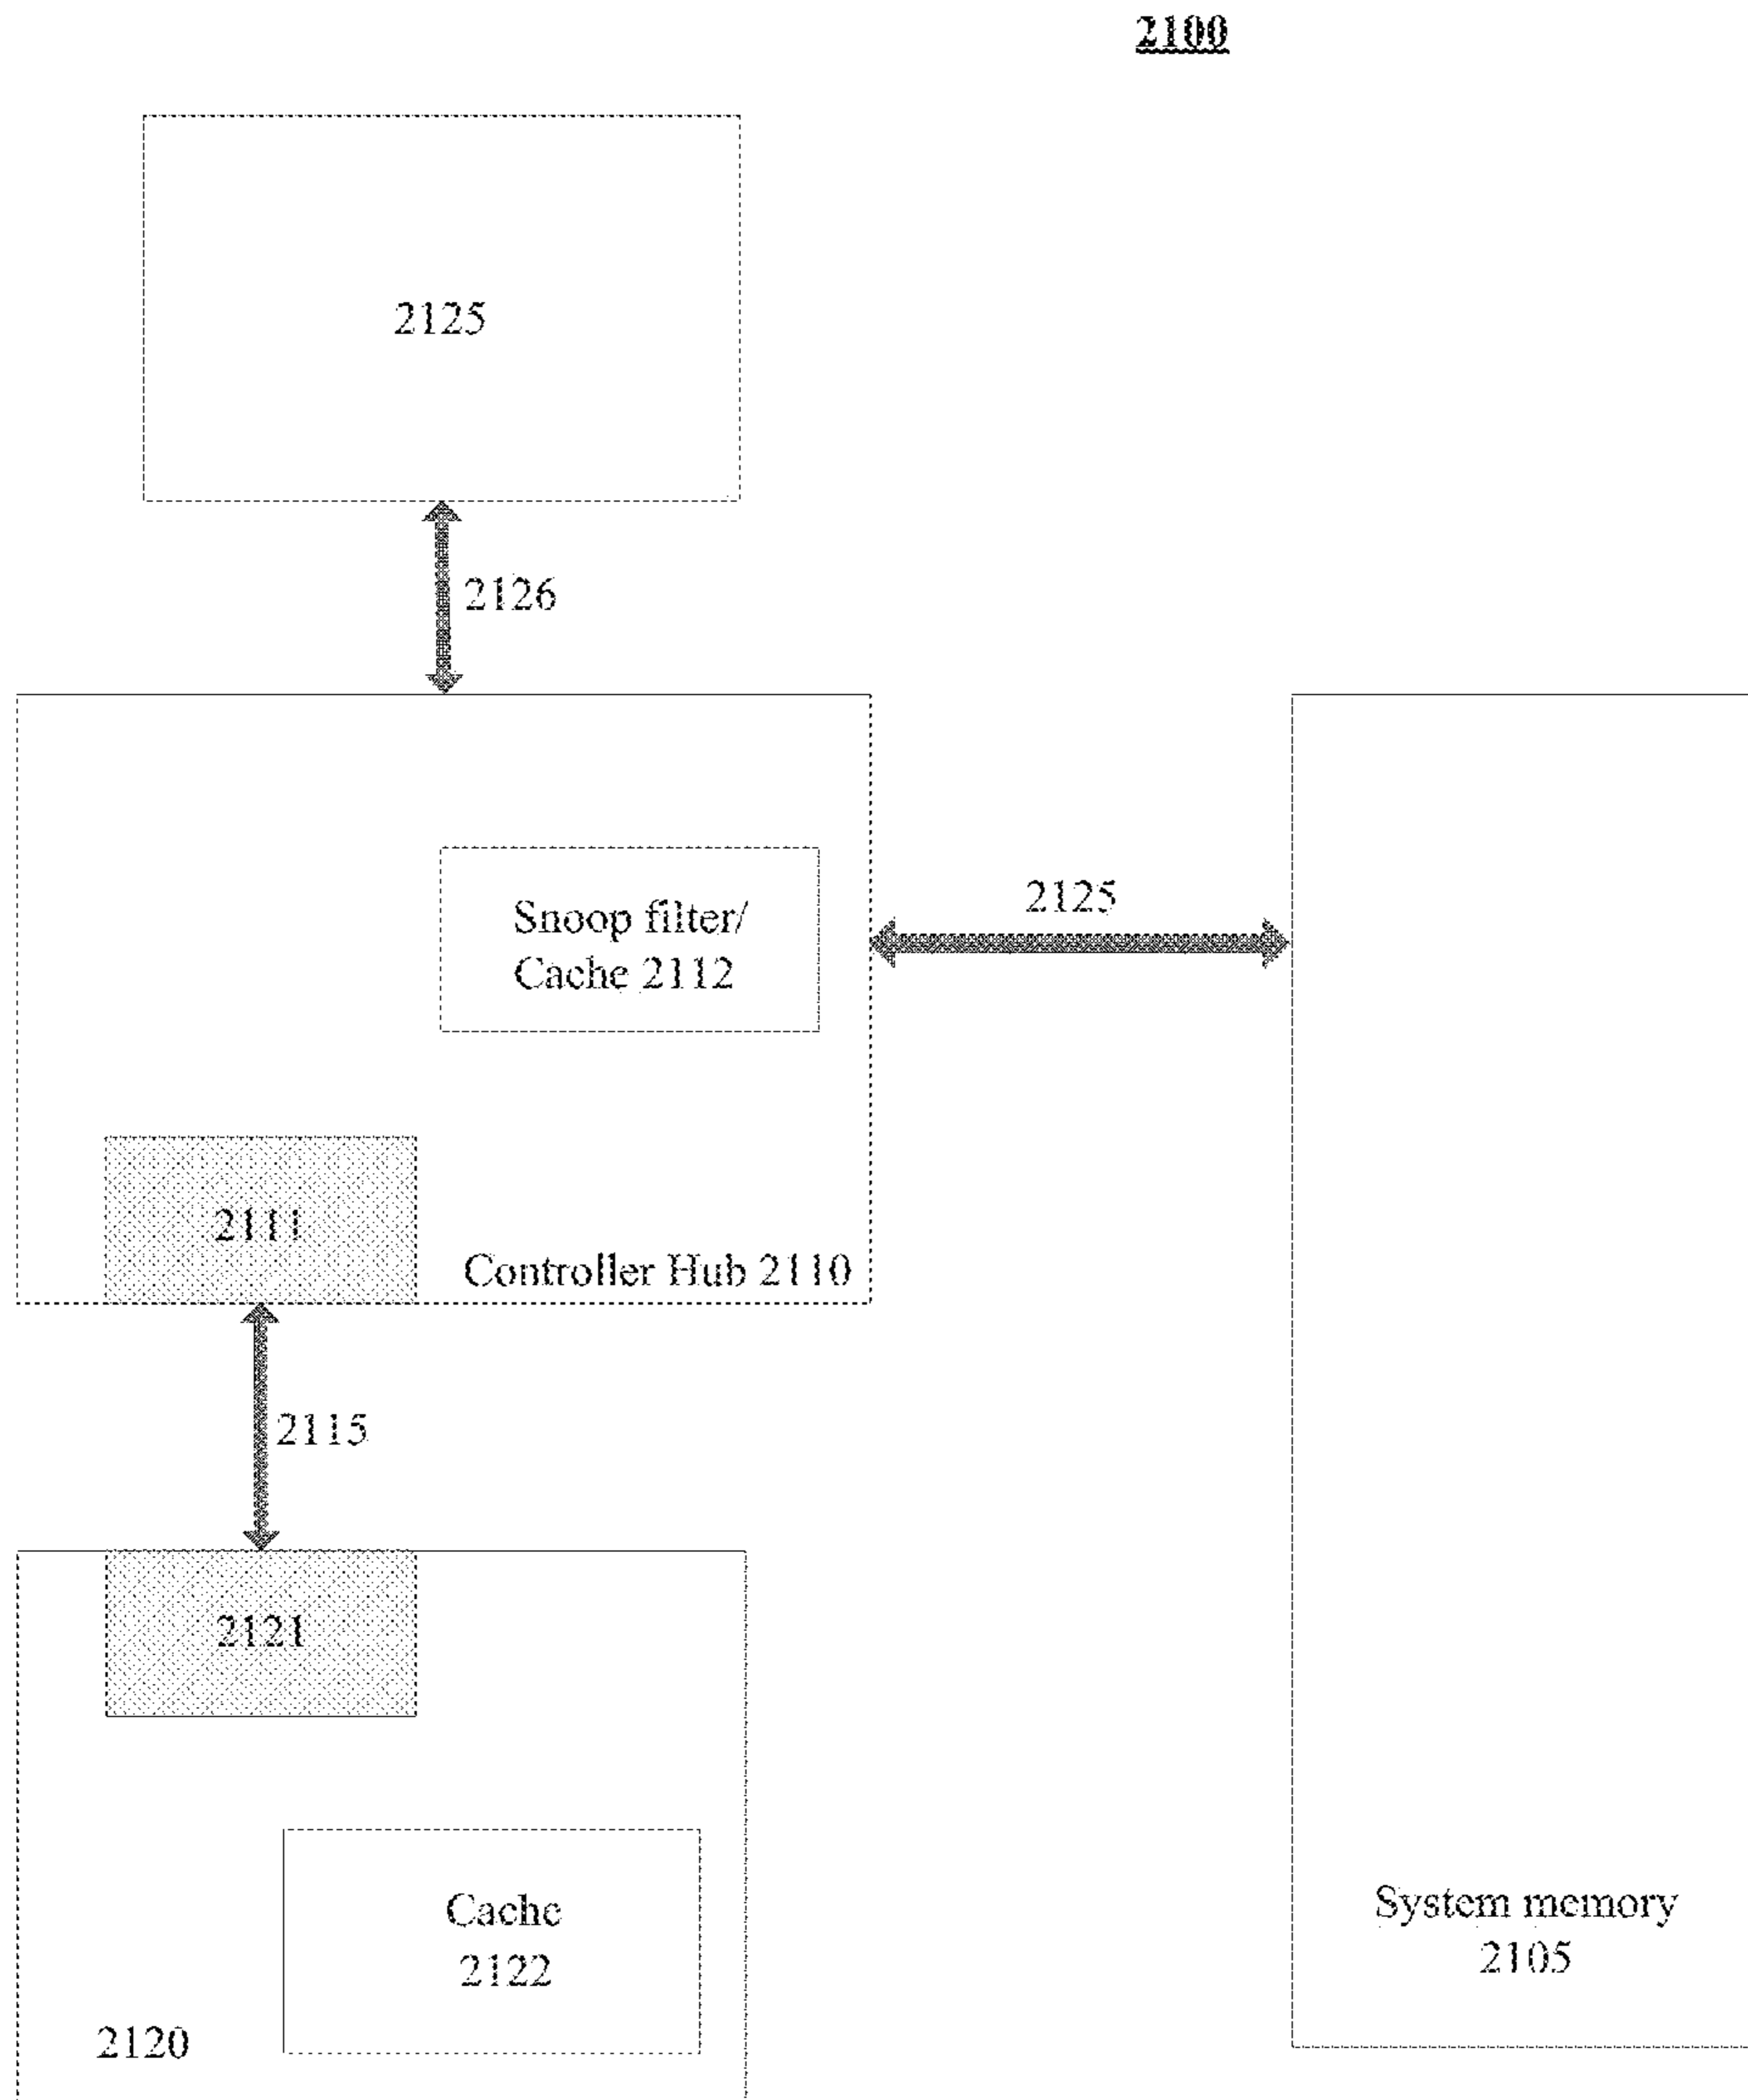 2100
2125
2126
Snoop filter/
Cache 2112
2125
2111
Controller Hub 2110
2115
2121
Cache
2122
2120
System memory
2105